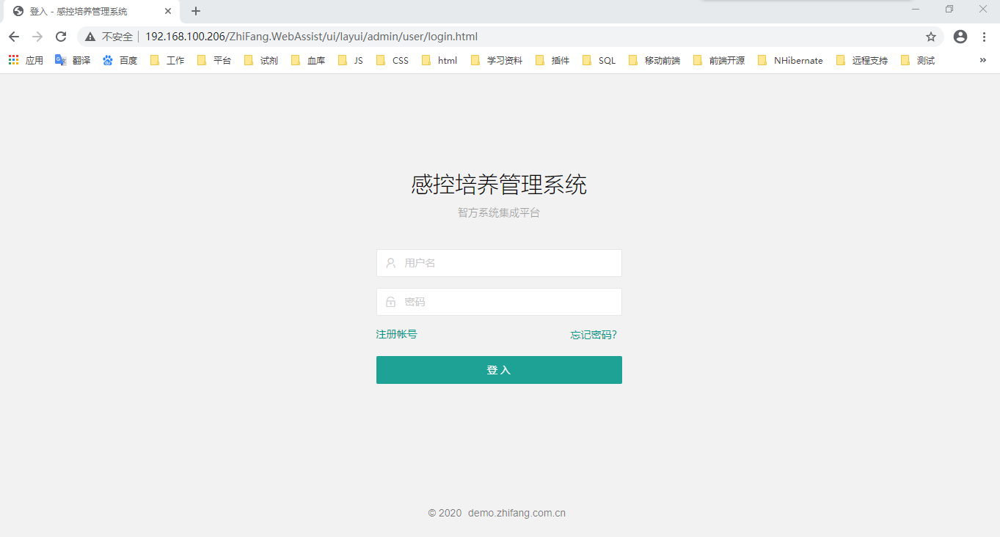 登入 - 感控培养管理系统
不安全 192.168.100.206/ZhiFang.WebAssist/ui/layui/admin/user/login.html
应用 翻译 百度 工作 平台 试剂 血库 JS CSS html 学习资料 插件 SQL 移动前端 前端开源 NHibernate 远程支持 测试 »
感控培养管理系统
智方系统集成平台
用户名
密码
注册帐号 忘记密码?
登 入
© 2020 demo.zhifang.com.cn